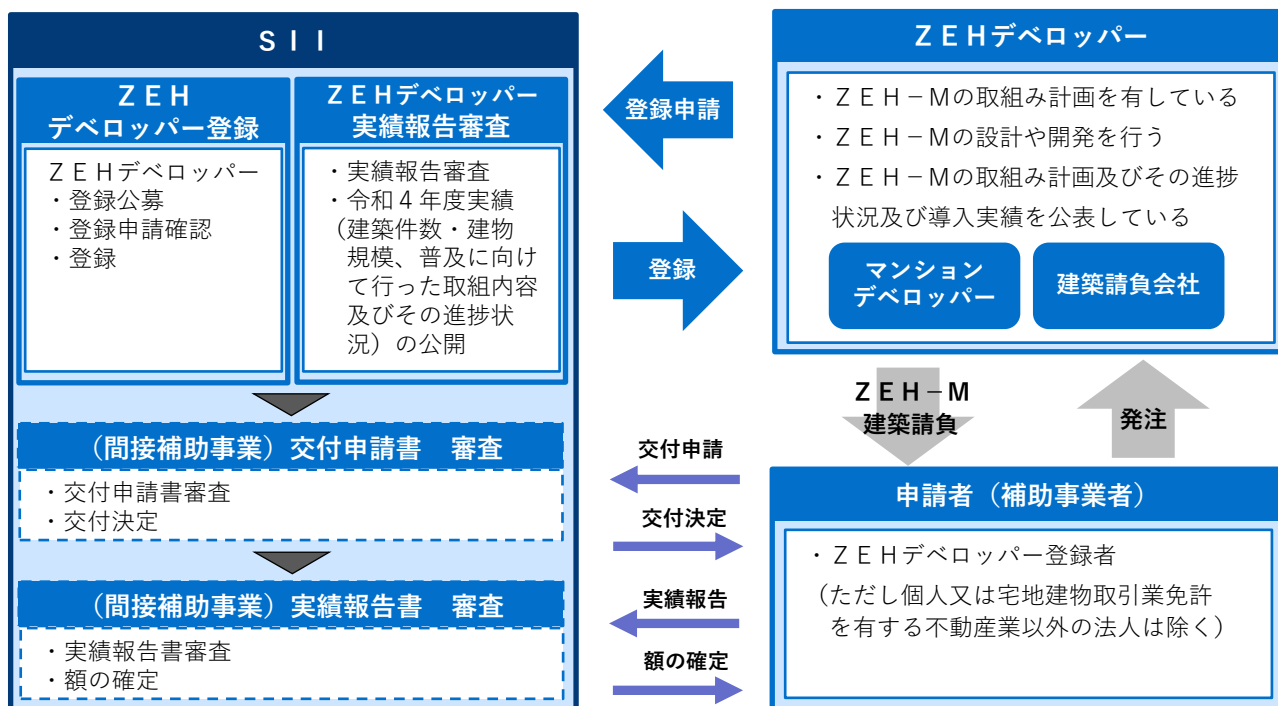 ＳＩＩ
ＺＥＨ
デベロッパー登録
ＺＥＨデベロッパー
・登録公募
・登録申請確認
・登録
ＺＥＨデベロッパー
実績報告審査
・実績報告審査
・令和４年度実績
（建築件数・建物
規模、普及に向け
て行った取組内容
及びその進捗状
況）の公開
（間接補助事業）交付申請書　審査
・交付申請書審査
・交付決定
（間接補助事業）実績報告書　審査
・実績報告書審査
・額の確定
登録申請
登録
交付申請
交付決定
実績報告
額の確定
ＺＥＨデベロッパー
・ＺＥＨ－Ｍの取組み計画を有している
・ＺＥＨ－Ｍの設計や開発を行う
・ＺＥＨ－Ｍの取組み計画及びその進捗
状況及び導入実績を公表している
マンション
デベロッパー
建築請負会社
ＺＥＨ－Ｍ
建築請負
発注
申請者（補助事業者）
・ＺＥＨデベロッパー登録者
（ただし個人又は宅地建物取引業免許
を有する不動産業以外の法人は除く）